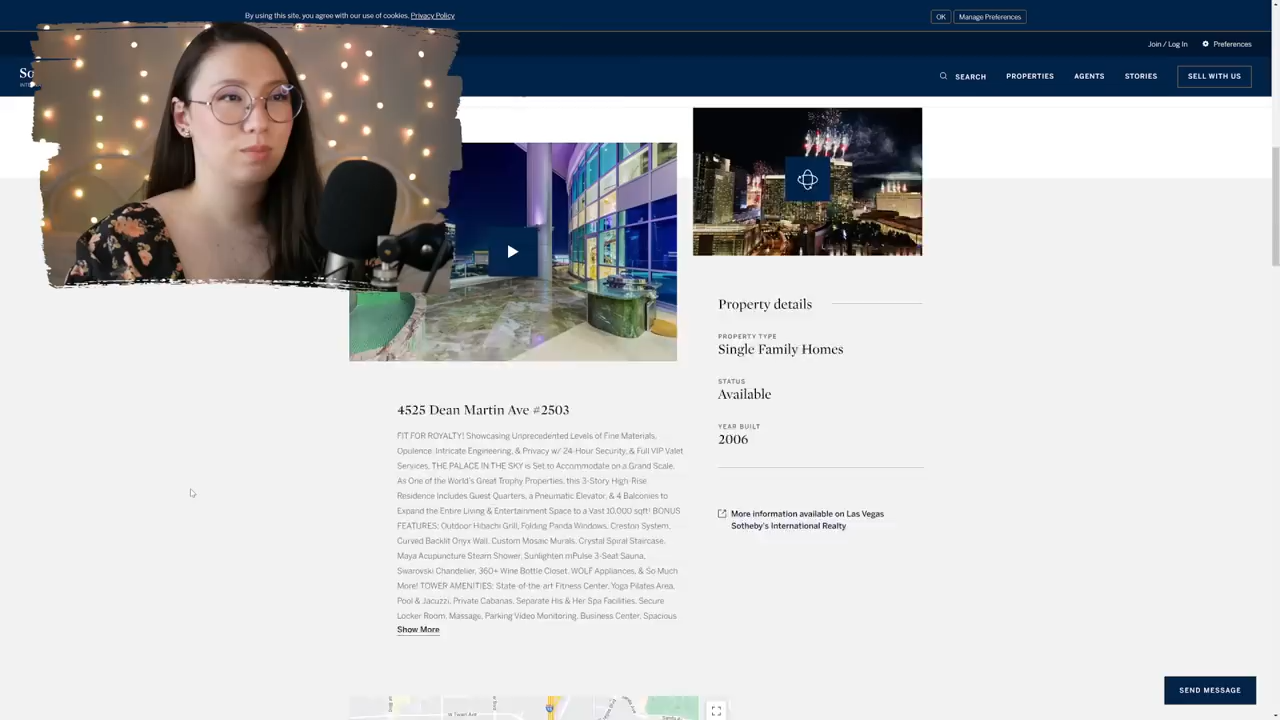 By using this site, you agree with our use of cookies. Privacy Policy
OK
Manage Preferences
Join / Log In
Preferences
So
SEARCH
PROPERTIES
AGENTS
STORIES
SELL WITH US
Property details
PROPERTY TYPE
Single Family Homes
STATUS
Available
YEAR BUILT
2006
More information available on Las Vegas
Sotheby's International Realty
4525 Dean Martin Ave #2503
FIT FOR ROYALTY! Showcasing Unprecedented Levels of Fine Materials,
Opulence, Intricate Engineering, & Privacy w/ 24-Hour Security, & Full VIP Valet
Services, THE PALACE IN THE SKY is Set to Accommodate on a Grand Scale.
As One of the World's Great Trophy Properties, this 3-Story High-Rise
Residence Includes Guest Quarters, a Pneumatic Elevator, & 4 Balconies to
Expand the Entire Living & Entertainment Space to a Vast 10,000 sqft! BONUS
FEATURES: Outdoor Hibachi Grill, Folding Panda Windows, Creston System,
Curved Backlit Onyx Wall, Custom Mosaic Murals, Crystal Spiral Staircase,
Maya Acupuncture Steam Shower, Sunlighten mPulse 3-Seat Sauna,
Swarovski Chandelier, 360+ Wine Bottle Closet, WOLF Appliances, & So Much
More! TOWER AMENITIES: State-of-the-art Fitness Center, Yoga Pilates Area,
Pool & Jacuzzi, Private Cabanas, Separate His & Her Spa Facilities, Secure
Locker Room, Massage, Parking Video Monitoring, Business Center, Spacious
Show More
SEND MESSAGE
W Twain Ave